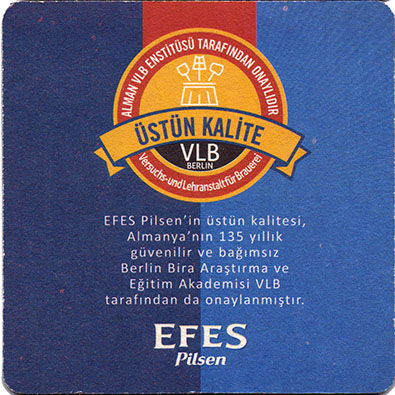 ALMAN VLB ENSTİTÜSÜ TARAFINDAN ONAYLIDIR
ÜSTÜN KALİTE
VLB
BERLIN
Versuchs-und Lehranstalt für Brauerei
EFES Pilsen'in üstün kalitesi,
Almanya'nın 135 yıllık
güvenilir ve bağımsız
Berlin Bira Araştırma ve
Eğitim Akademisi VLB
tarafından da onaylanmıştır.
EFES
Pilsen